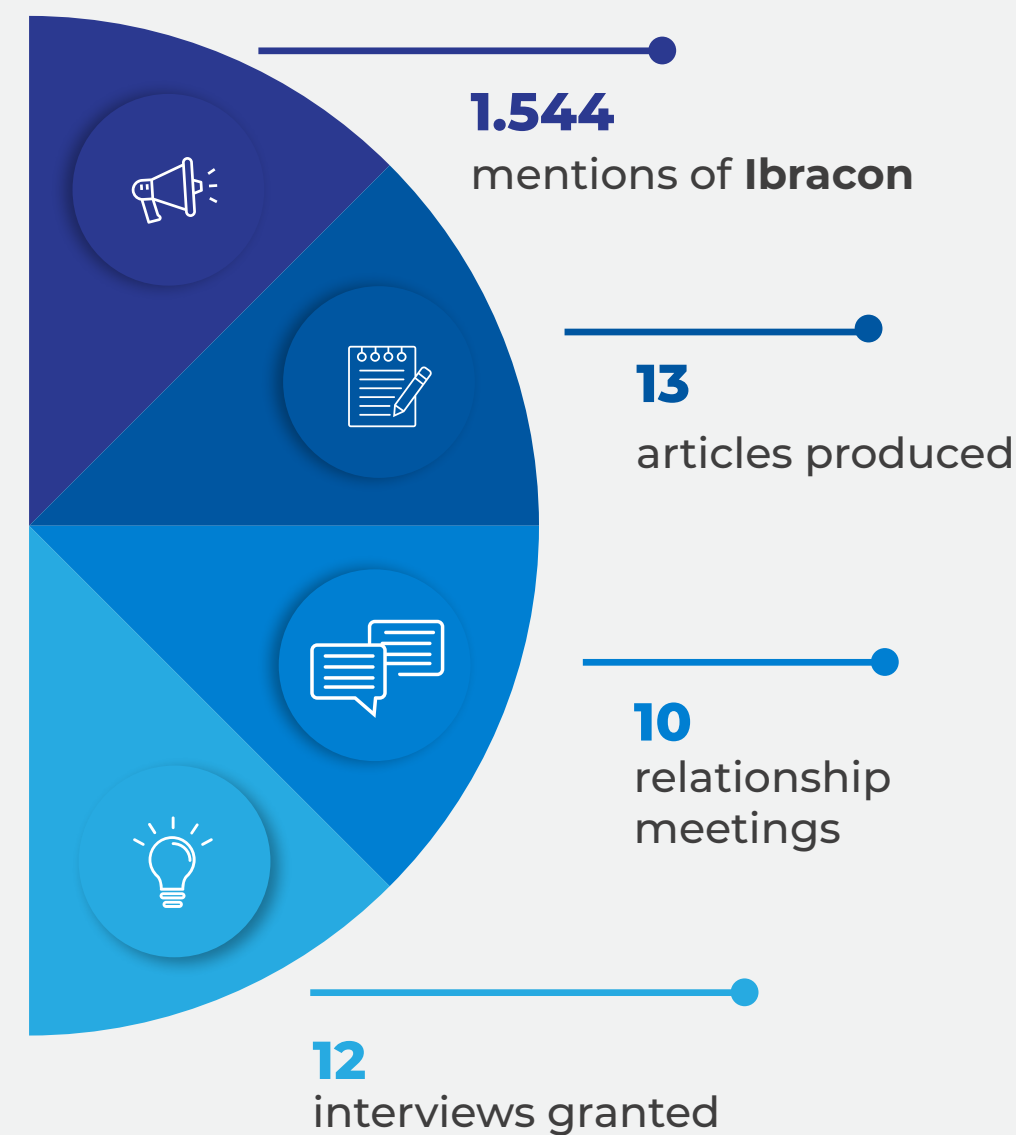 1.544
mentions of Ibracon
13
articles produced
10
relationship
meetings
12
interviews granted